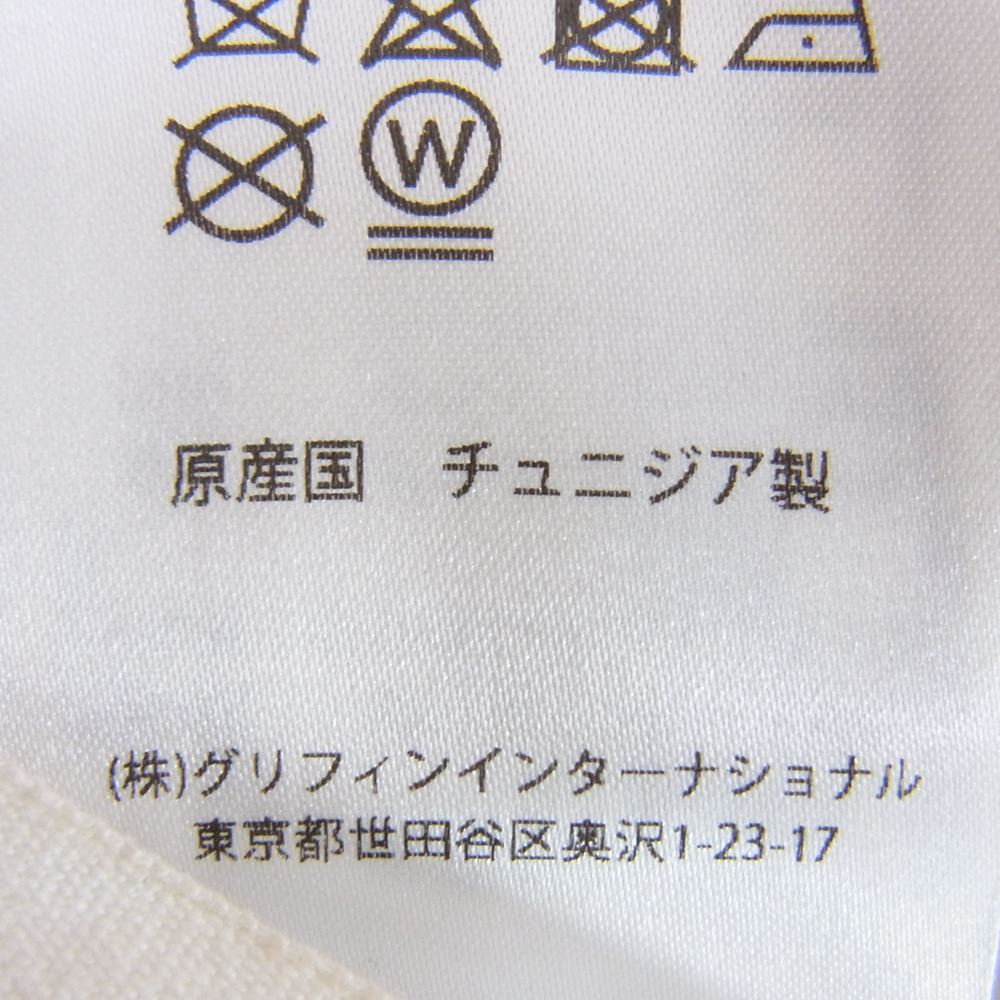 W
原産国 チュニジア製
(株)グリフィンインターナショナル
東京都世田谷区奥沢1-23-17